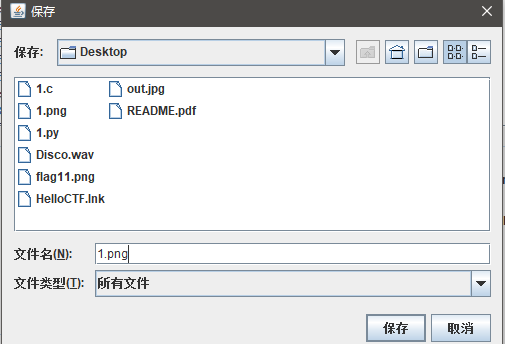 保存
保存: Desktop
1.c
1.png
1.py
Disco.wav
flag11.png
HelloCTF.lnk
out.jpg
README.pdf
文件名(N): 1.png
文件类型(T): 所有文件
保存 取消